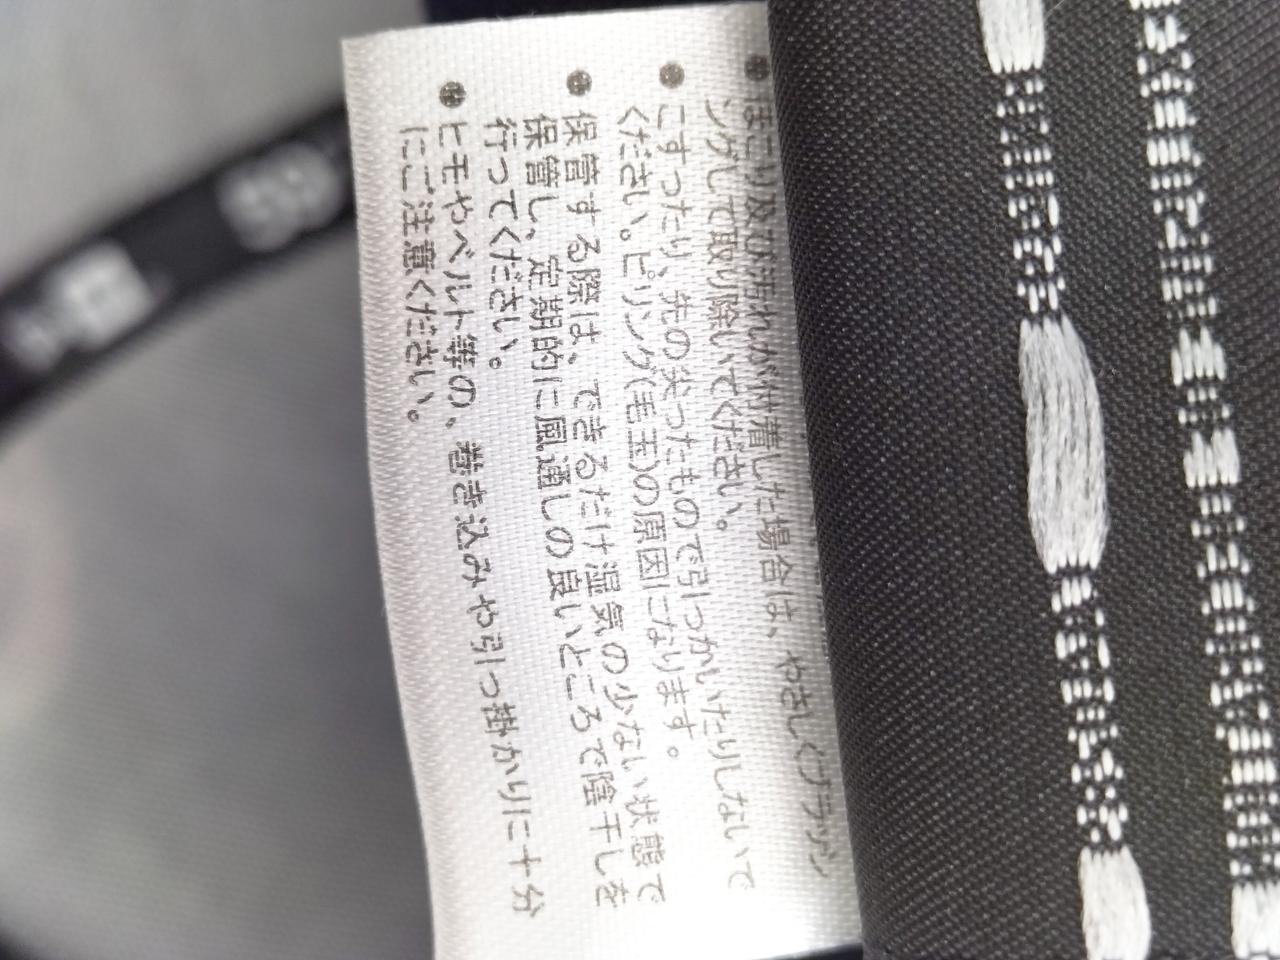 ●ほこり及び汚れが付着した場合は、やさしくブラッシ
ングして取り除いてください。
●こすったり、先の尖ったもので引っかいたりしないで
ください。ピリング(毛玉)の原因になります。
●保管する際は、できるだけ湿気の少ない状態で
保管し、定期的に風通しの良いところで陰干しを
行ってください。
●ヒモやベルト等の、巻き込みや引っ掛かりに十分
にご注意ください。